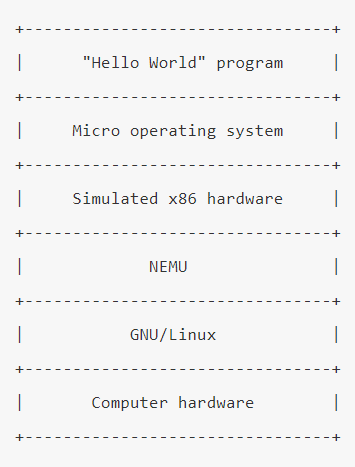 +--------------------------------+
|      "Hello World" program     |
+--------------------------------+
|     Micro operating system     |
+--------------------------------+
|     Simulated x86 hardware     |
+--------------------------------+
|             NEMU               |
+--------------------------------+
|           GNU/Linux            |
+--------------------------------+
|       Computer hardware        |
+--------------------------------+